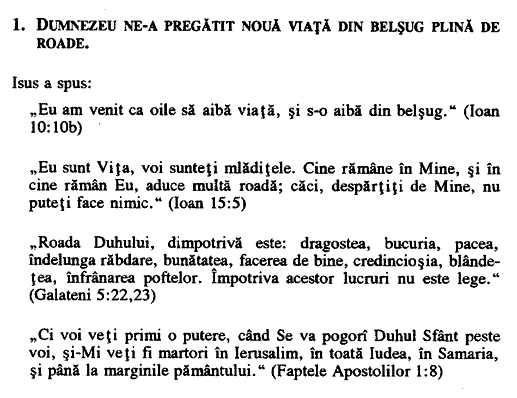 1. DUMNEZEU NE-A PREGĂTIT NOUĂ VIAŢĂ DIN BELŞUG PLINĂ DE
ROADE.
Isus a spus:
„Eu am venit ca oile să aibă viaţă, şi s-o aibă din belşug.“ (Ioan
10:10b)
„Eu sunt Viţa, voi sunteţi mlădiţele. Cine rămâne în Mine, şi în
cine rămân Eu, aduce multă roadă; căci, despărţiţi de Mine, nu
puteţi face nimic.“ (Ioan 15:5)
„Roada Duhului, dimpotrivă este: dragostea, bucuria, pacea,
îndelunga răbdare, bunătatea, facerea de bine, credincioşia, blânde-
ţea, înfrânarea poftelor. Împotriva acestor lucruri nu este lege.“
(Galateni 5:22,23)
„Ci voi veţi primi o putere, când Se va pogorî Duhul Sfânt peste
voi, şi-Mi veţi fi martori în Ierusalim, în toată Iudea, în Samaria,
şi până la marginile pământului.“ (Faptele Apostolilor 1:8)